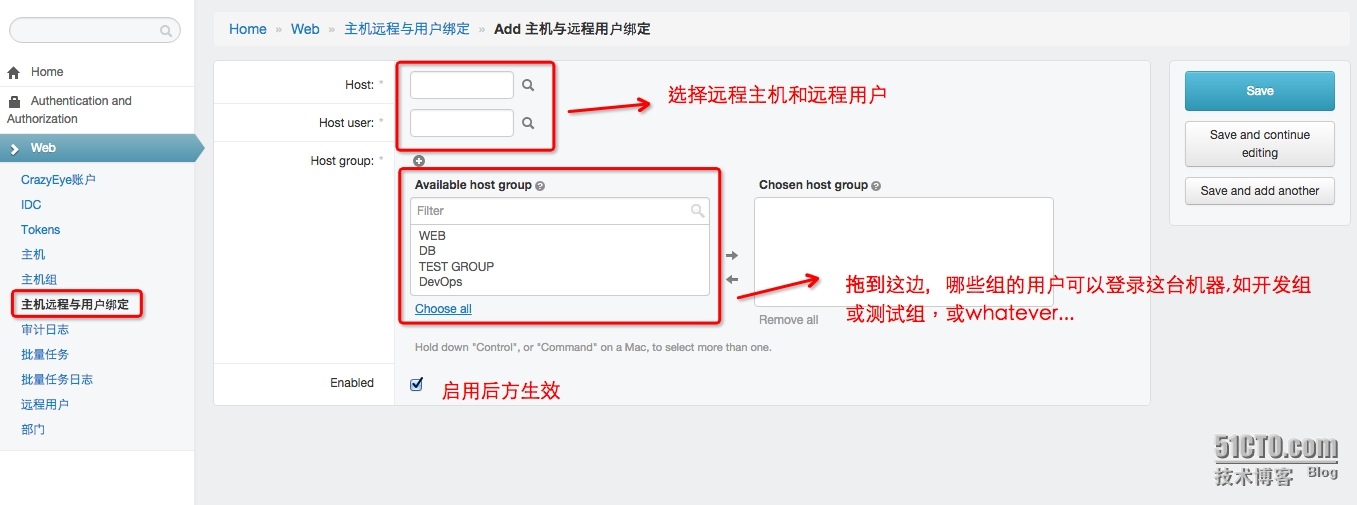 Home » Web » 主机远程与用户绑定 » Add 主机与远程用户绑定
Home
Authentication and
Authorization
Web
CrazyEye账户
IDC
Tokens
主机
主机组
主机远程与用户绑定
审计日志
批量任务
批量任务日志
远程用户
部门
Host: *
Host user: *
选择远程主机和远程用户
Host group: *
Available host group
Filter
WEB
DB
TEST GROUP
DevOps
Choose all
Chosen host group
Remove all
拖到这边，哪些组的用户可以登录这台机器,如开发组
或测试组，或whatever...
Hold down "Control", or "Command" on a Mac, to select more than one.
Enabled
启用后方生效
Save
Save and continue
editing
Save and add another
51CTO.com
技术博客 Blog